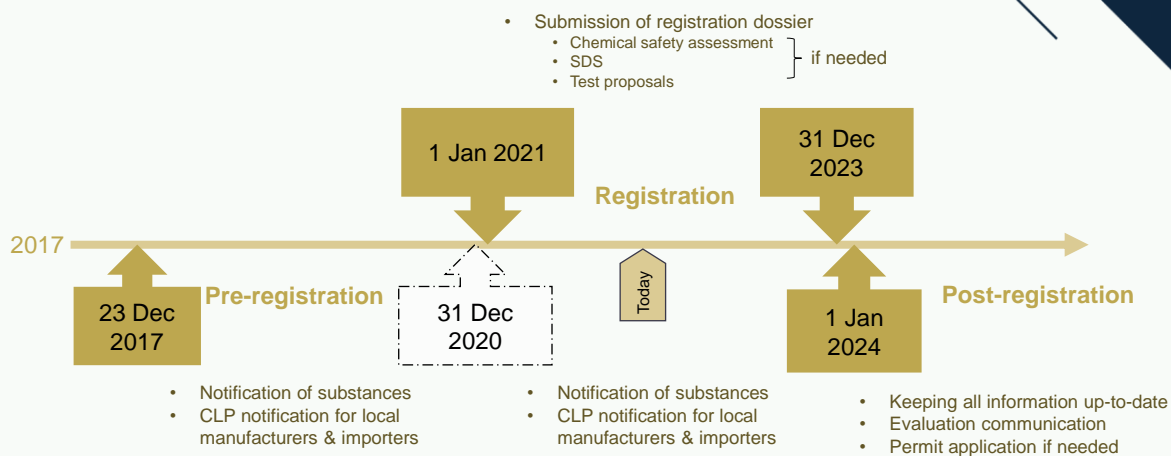 • Submission of registration dossier
• Chemical safety assessment
• SDS
• Test proposals
if needed
1 Jan 2021
31 Dec
2023
Registration
2017
Pre-registration
23 Dec
2017
31 Dec
2020
Today
1 Jan
2024
Post-registration
• Notification of substances
• CLP notification for local
manufacturers & importers
• Notification of substances
• CLP notification for local
manufacturers & importers
• Keeping all information up-to-date
• Evaluation communication
• Permit application if needed